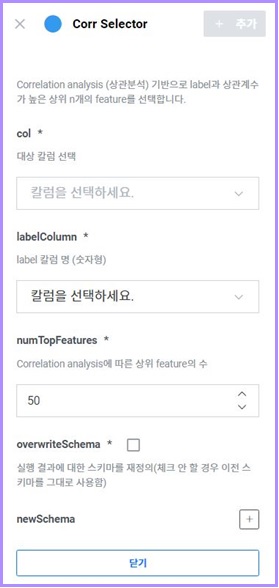 Corr Selector
+ 추가
Correlation analysis (상관분석) 기반으로 label과 상관계수
가 높은 상위 n개의 feature를 선택합니다.
col *
대상 칼럼 선택
칼럼을 선택하세요.
labelColumn *
label 칼럼 명 (숫자형)
칼럼을 선택하세요.
numTopFeatures *
Correlation analysis에 따른 상위 feature의 수
50
overwriteSchema *
실행 결과에 대한 스키마를 재정의(체크 안 할 경우 이전 스
키마를 그대로 사용함)
newSchema
닫기